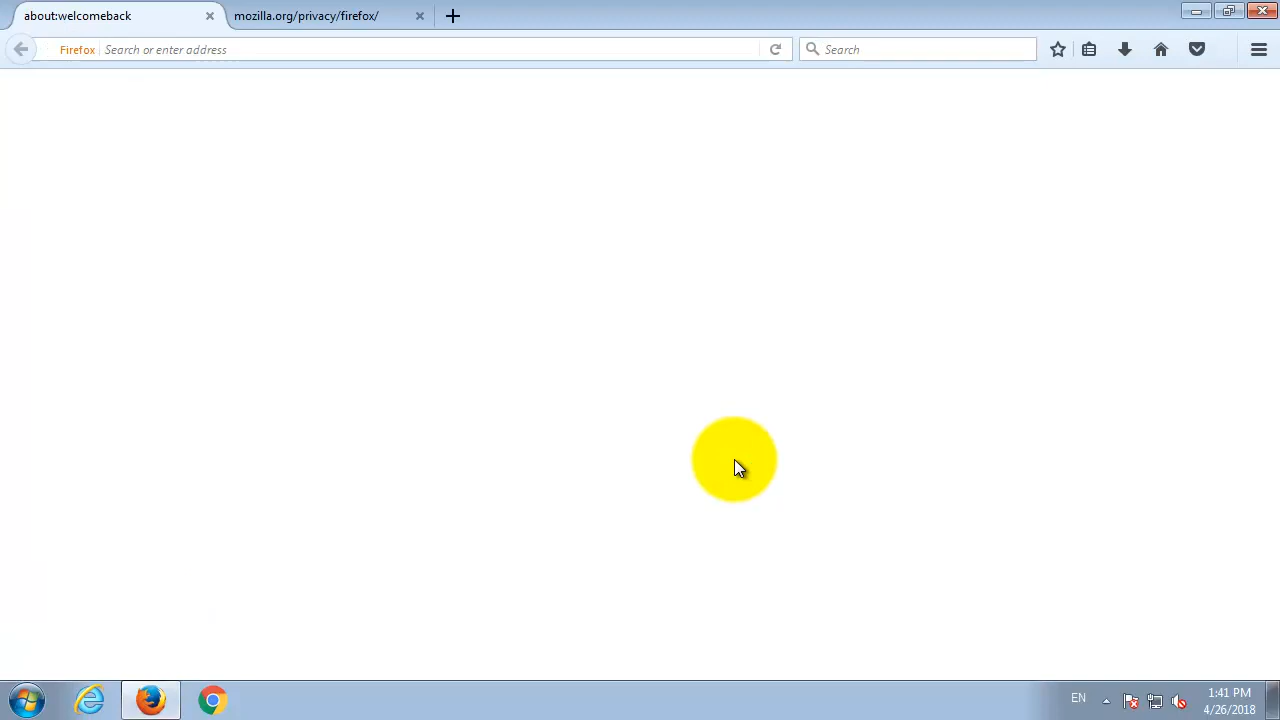 about:welcomeback
mozilla.org/privacy/firefox/
Firefox
Search or enter address
Search
EN
1:41 PM
4/26/2018